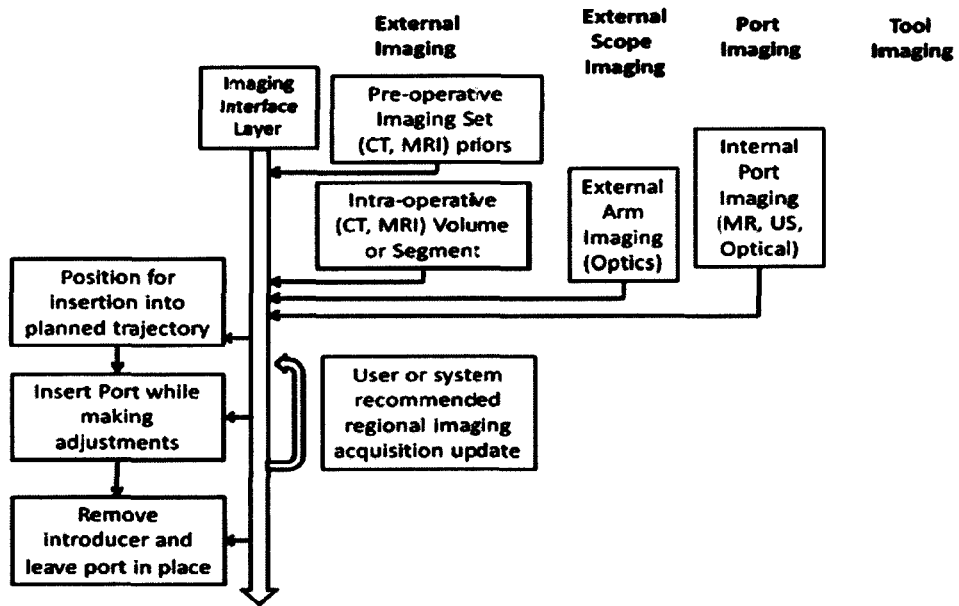 External
Imaging
External
Scope
Imaging
Port
Imaging
Tool
Imaging
Imaging
Interface
Layer
Pre-operative
Imaging Set
(CT, MRI) priors
Intra-operative
(CT, MRI) Volume
or Segment
External
Arm
Imaging
(Optics)
Internal
Port
Imaging
(MR, US,
Optical)
Position for
insertion into
planned trajectory
Insert Port while
making
adjustments
User or system
recommended
regional imaging
acquisition update
Remove
introducer and
leave port in place